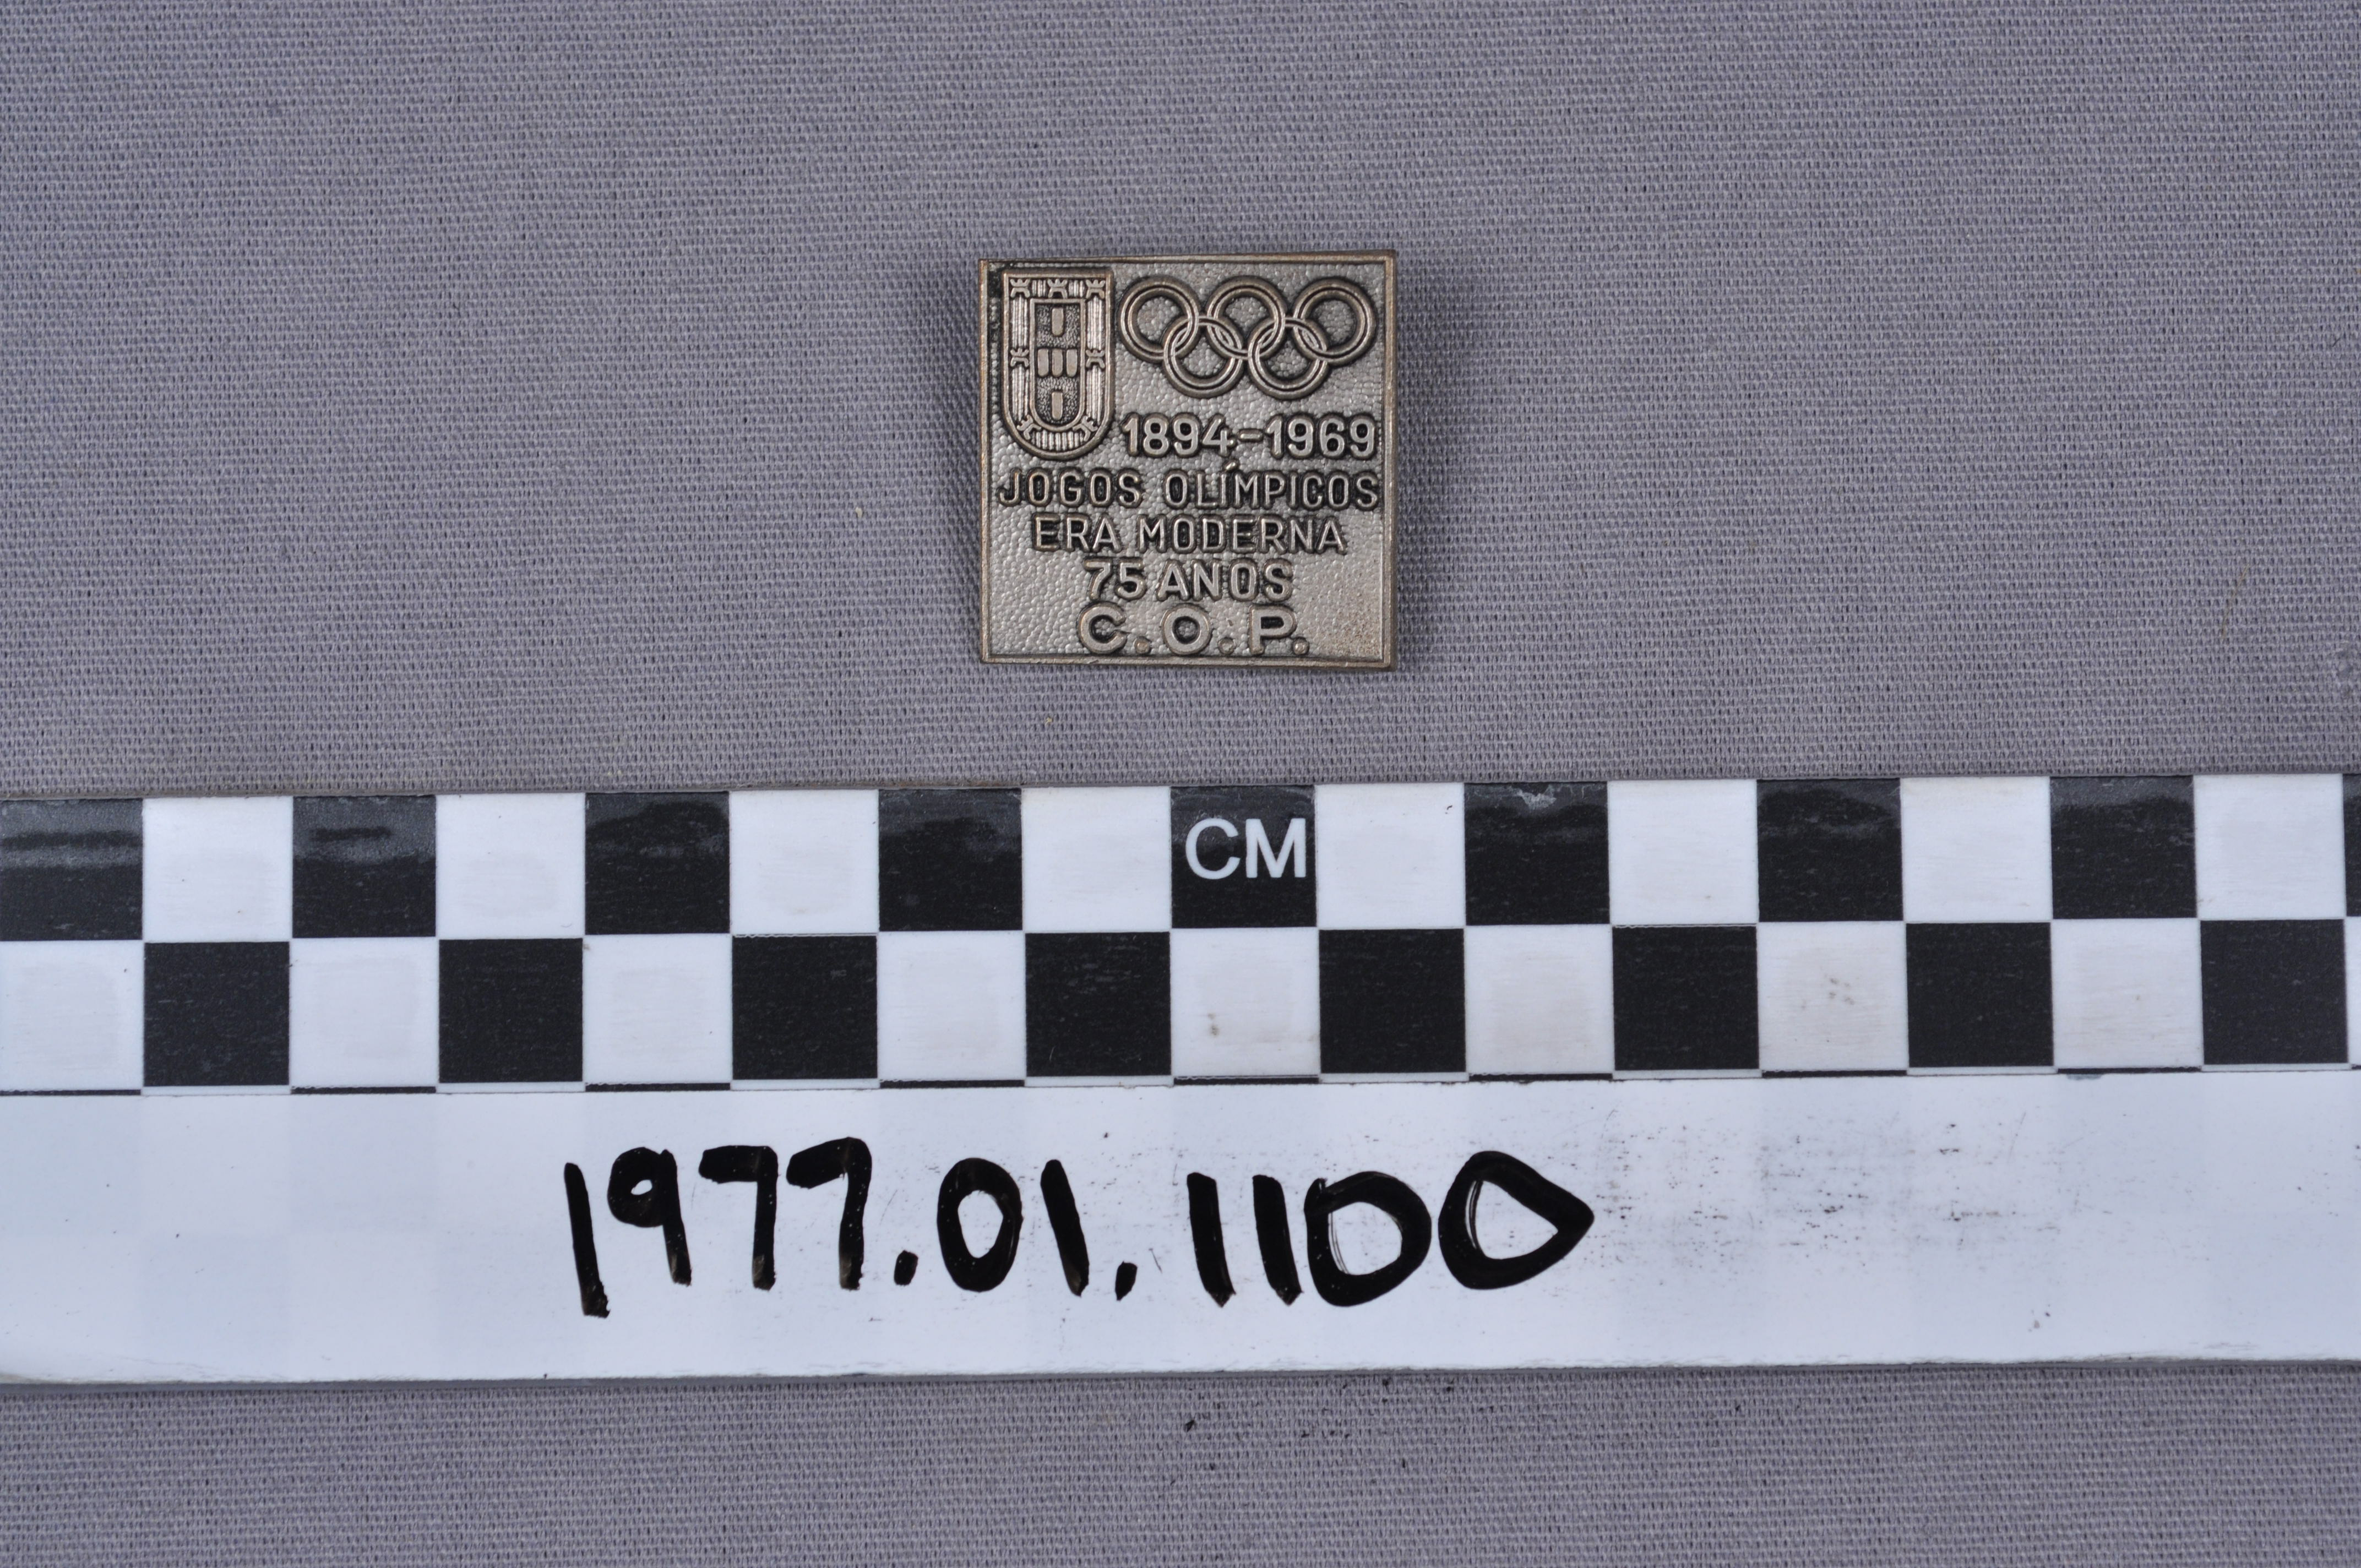 1894-1969
JOGOS OLÍMPICOS
ERA MODERNA
75 ANOS
C.O.P.
CM
1977.01.1100